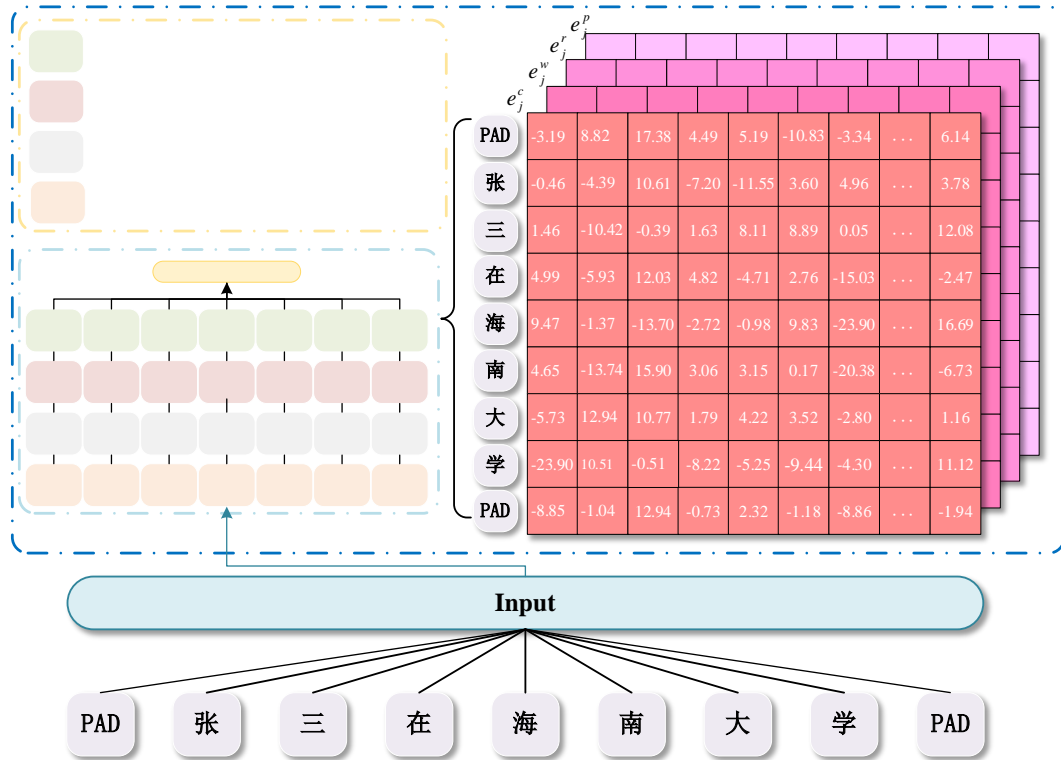 e_j^p
e_j^r
e_j^w
e_j^c
PAD -3.19 8.82 17.38 4.49 5.19 -10.83 -3.34 ... 6.14
张 -0.46 -4.39 10.61 -7.20 -11.55 3.60 4.96 ... 3.78
三 1.46 -10.42 -0.39 1.63 8.11 8.89 0.05 ... 12.08
在 4.99 -5.93 12.03 4.82 -4.71 2.76 -15.03 ... -2.47
海 9.47 -1.37 -13.70 -2.72 -0.98 9.83 -23.90 ... 16.69
南 4.65 -13.74 15.90 3.06 3.15 0.17 -20.38 ... -6.73
大 -5.73 12.94 10.77 1.79 4.22 3.52 -2.80 ... 1.16
学 -23.90 10.51 -0.51 -8.22 -5.25 -9.44 -4.30 ... 11.12
PAD -8.85 -1.04 12.94 -0.73 2.32 -1.18 -8.86 ... -1.94
Input
PAD 张 三 在 海 南 大 学 PAD